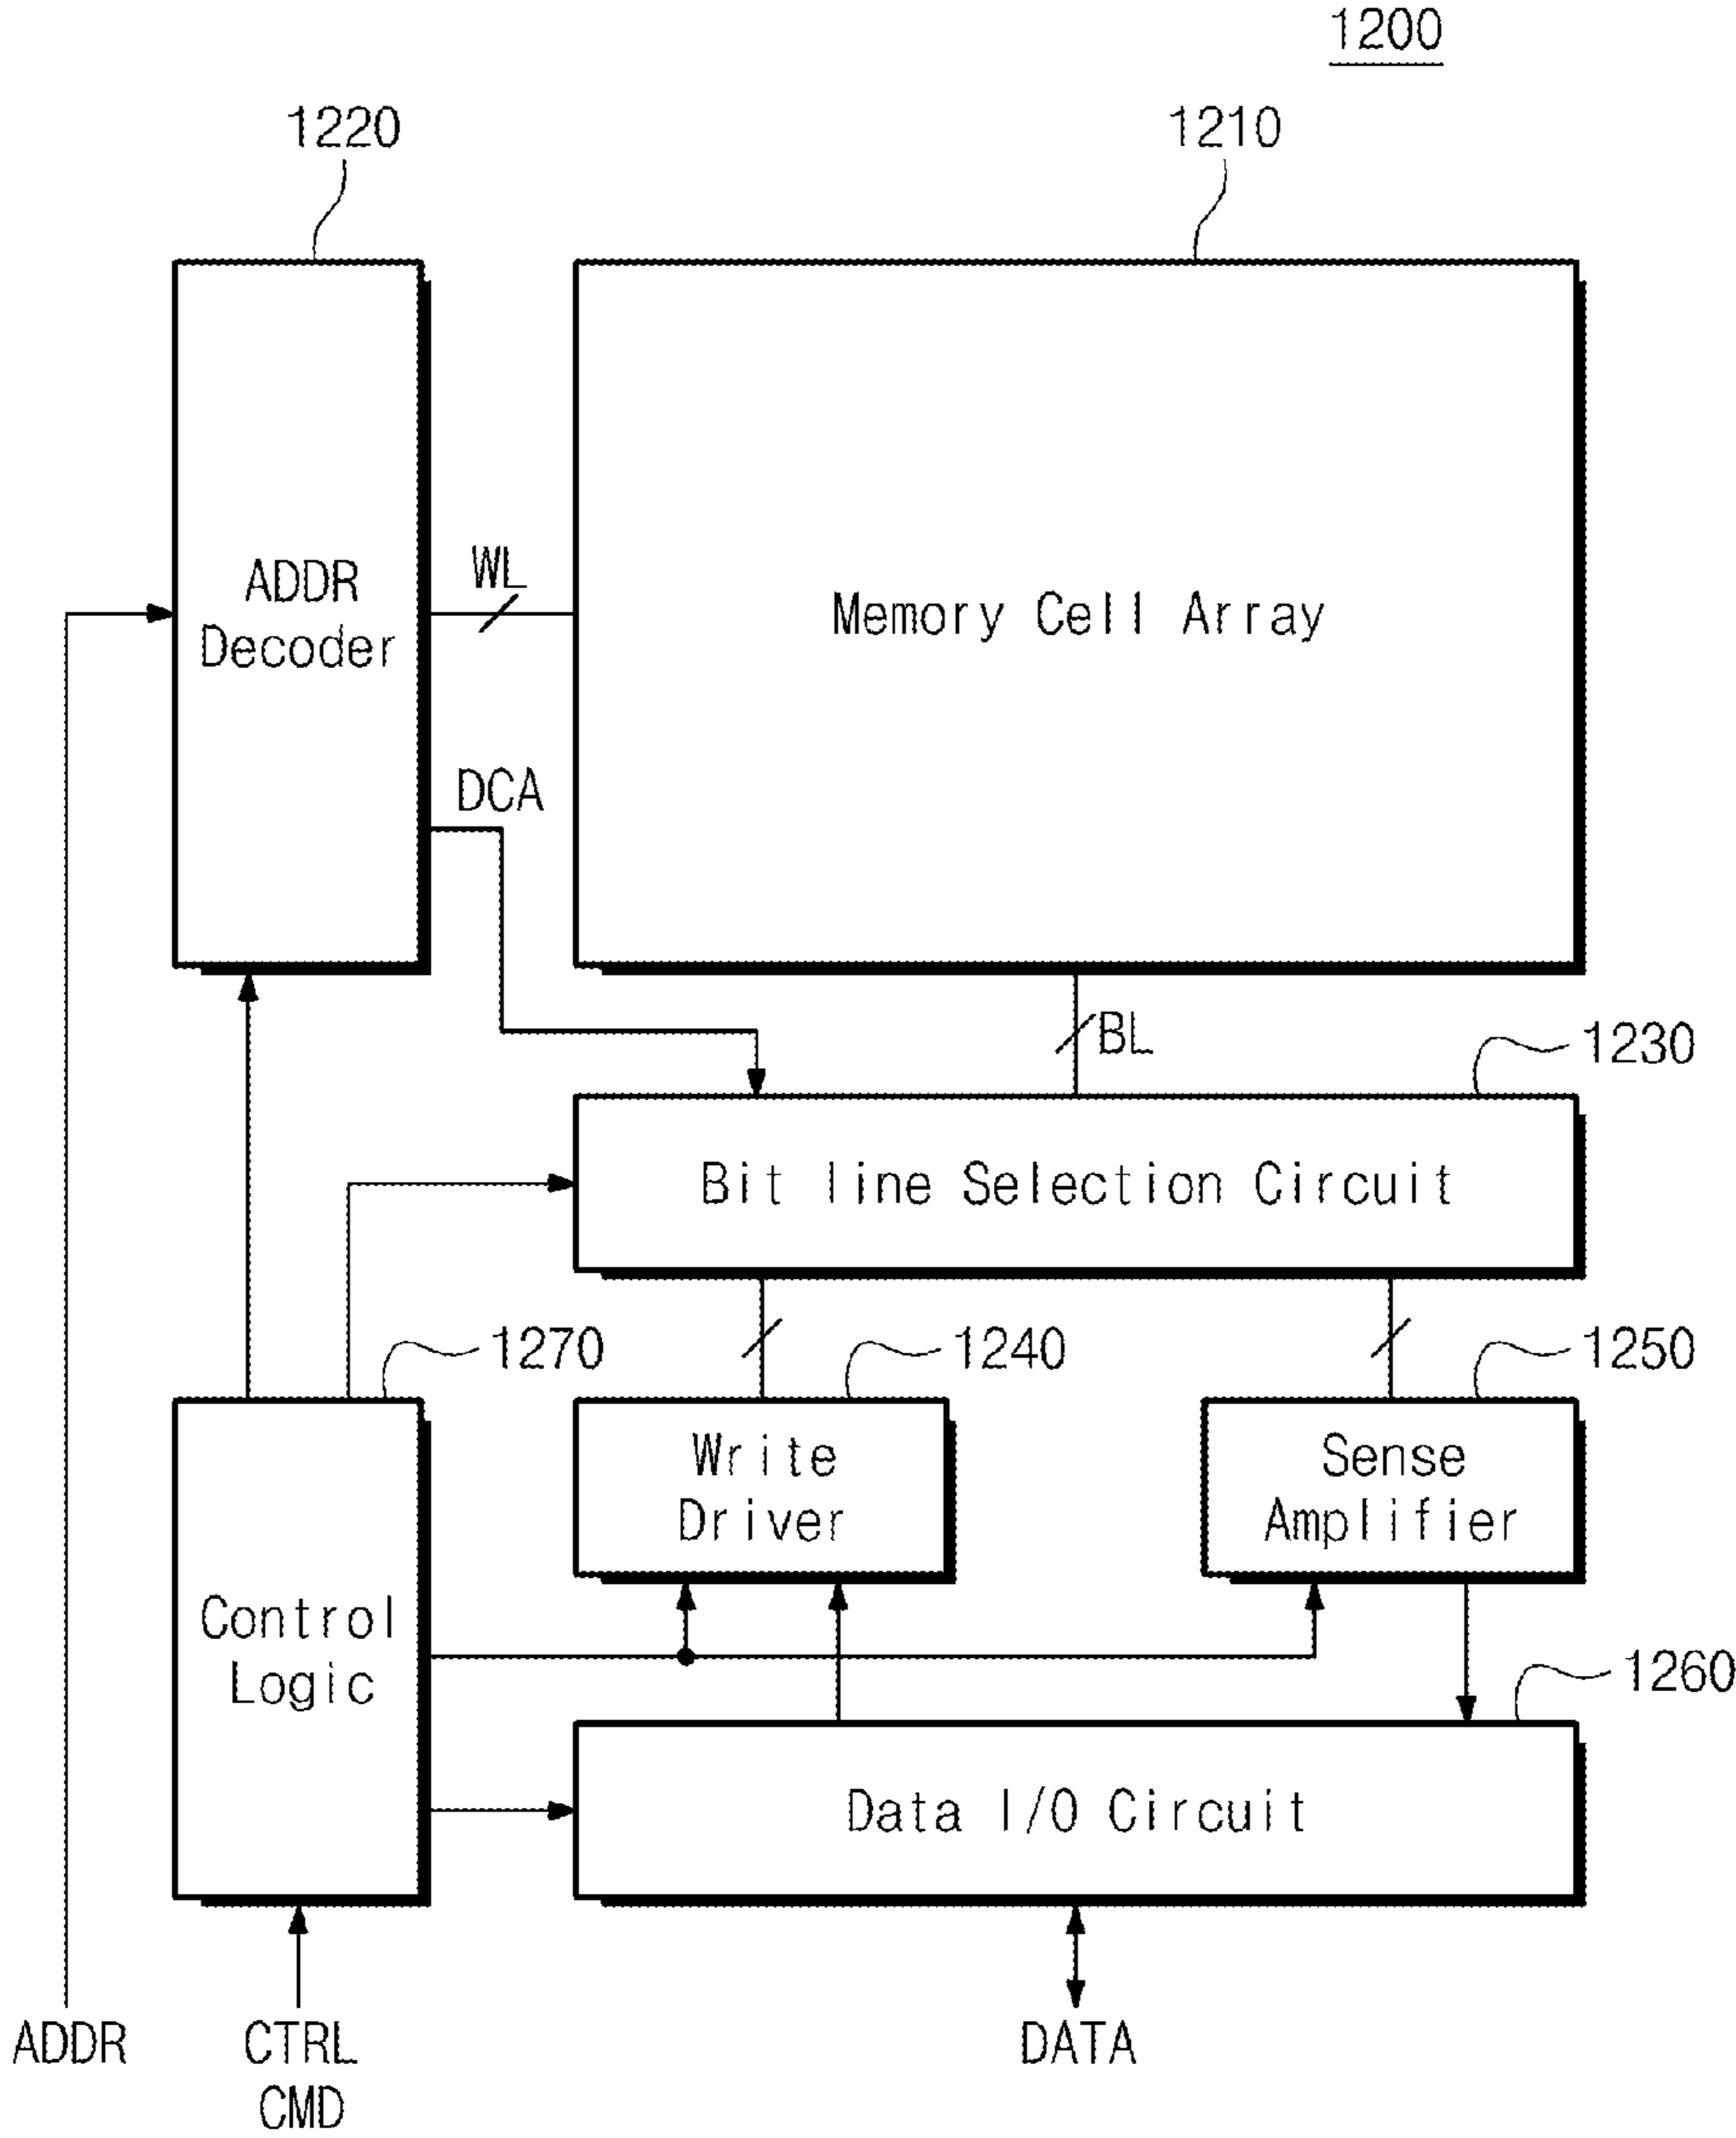 1200
1220
1210
ADDR
Decoder
WL
Memory Cell Array
DCA
BL
1230
Bit line Selection Circuit
1270
1240
1250
Write
Driver
Sense
Amplifier
Control
Logic
1260
Data I/O Circuit
ADDR
CTRL
CMD
DATA